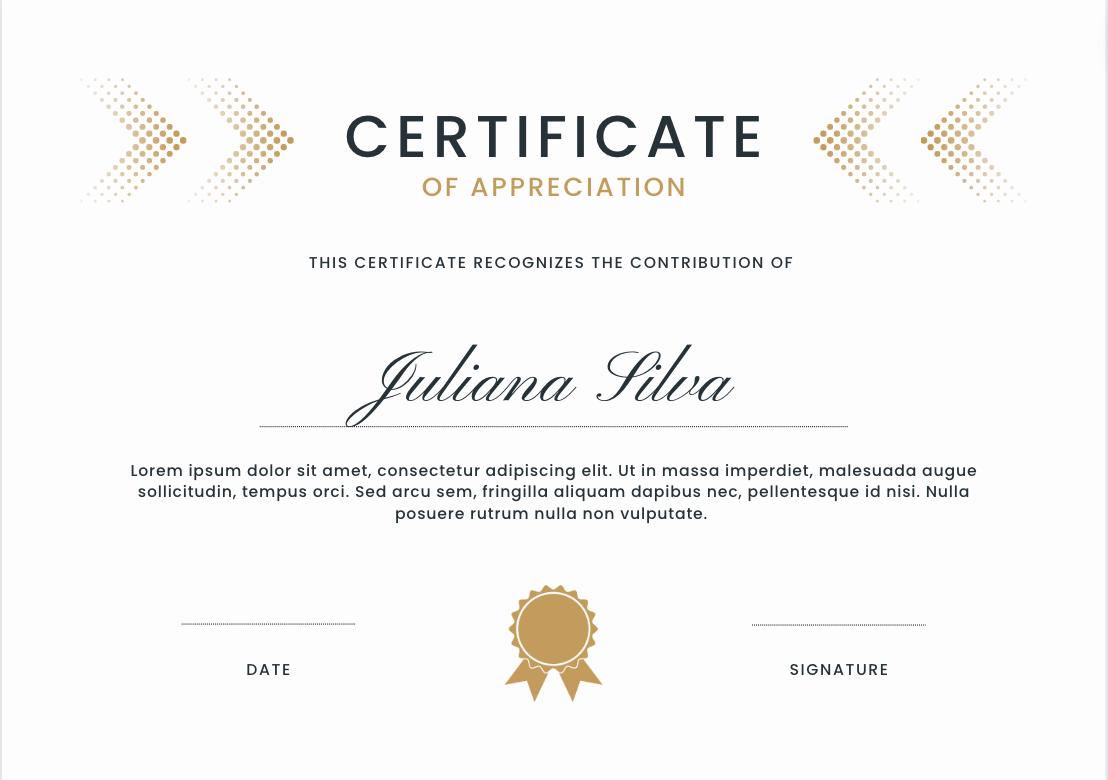 CERTIFICATE
OF APPRECIATION
THIS CERTIFICATE RECOGNIZES THE CONTRIBUTION OF
Juliana Silva
Lorem ipsum dolor sit amet, consectetur adipiscing elit. Ut in massa imperdiet, malesuada augue
sollicitudin, tempus orci. Sed arcu sem, fringilla aliquam dapibus nec, pellentesque id nisi. Nulla
posuere rutrum nulla non vulputate.
DATE
SIGNATURE